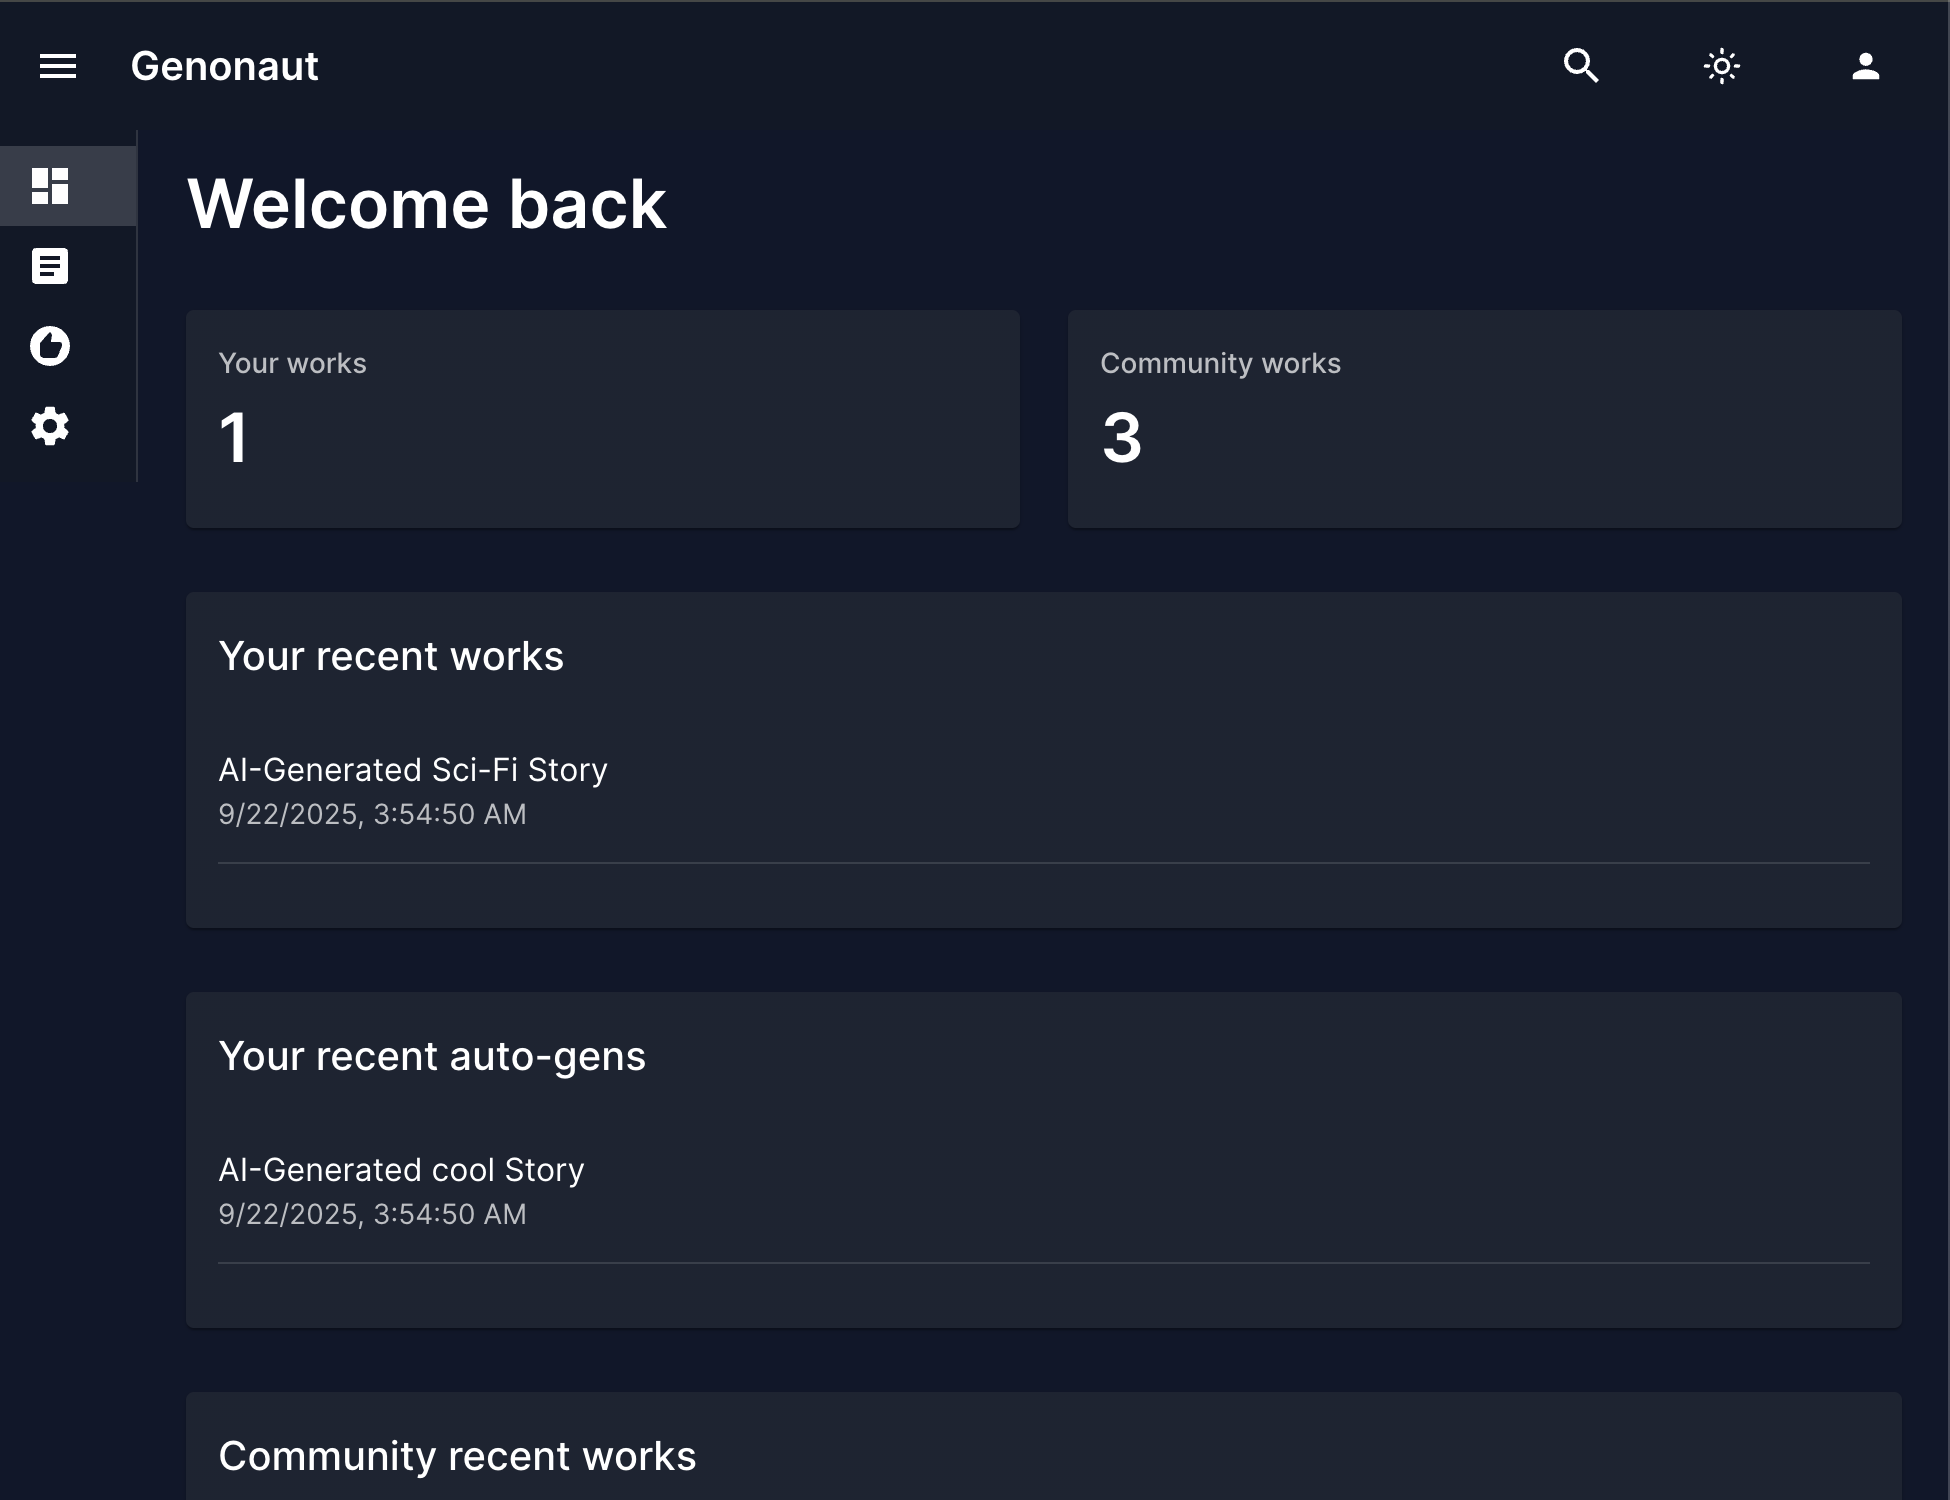 Genonaut
Welcome back
Your works
1
Community works
3
Your recent works
AI-Generated Sci-Fi Story
9/22/2025, 3:54:50 AM
Your recent auto-gens
AI-Generated cool Story
9/22/2025, 3:54:50 AM
Community recent works